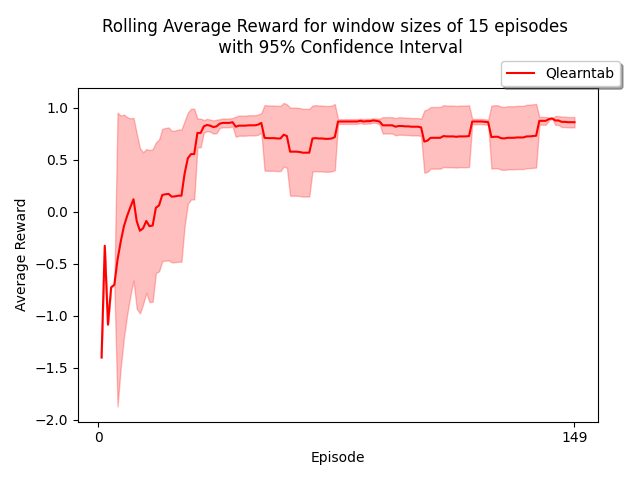 Rolling Average Reward for window sizes of 15 episodes
with 95% Confidence Interval
Qlearntab
1.0
0.5
0.0
−0.5
−1.0
−1.5
−2.0
Average Reward
0
149
Episode